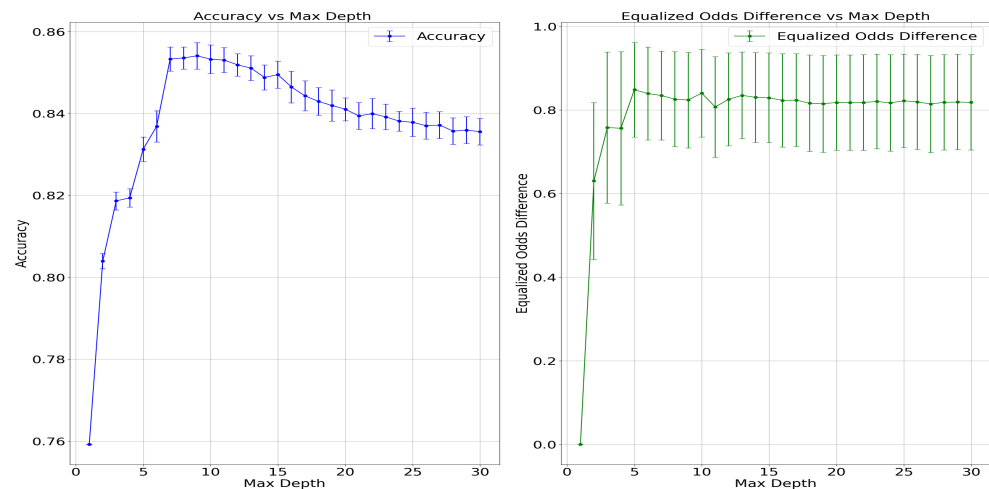 Accuracy vs Max Depth
Accuracy
0.86
0.84
0.82
0.80
0.78
0.76
Accuracy
0 5 10 15 20 25 30
Max Depth
Equalized Odds Difference vs Max Depth
Equalized Odds Difference
1.0
0.8
0.6
0.4
0.2
0.0
Equalized Odds Difference
0 5 10 15 20 25 30
Max Depth